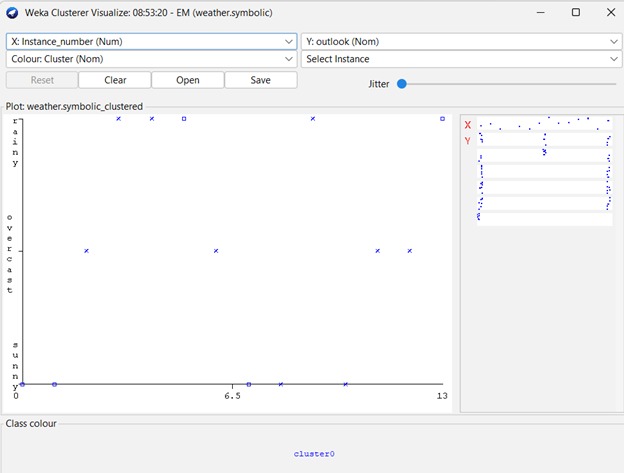 Weka Clusterer Visualize: 08:53:20 - EM (weather.symbolic)
X: Instance_number (Num)
Y: outlook (Nom)
Colour: Cluster (Nom)
Select Instance
Reset
Clear
Open
Save
Jitter
Plot: weather.symbolic_clustered
rainy
overcast
sunny
0
6.5
13
X
Y
Class colour
cluster0